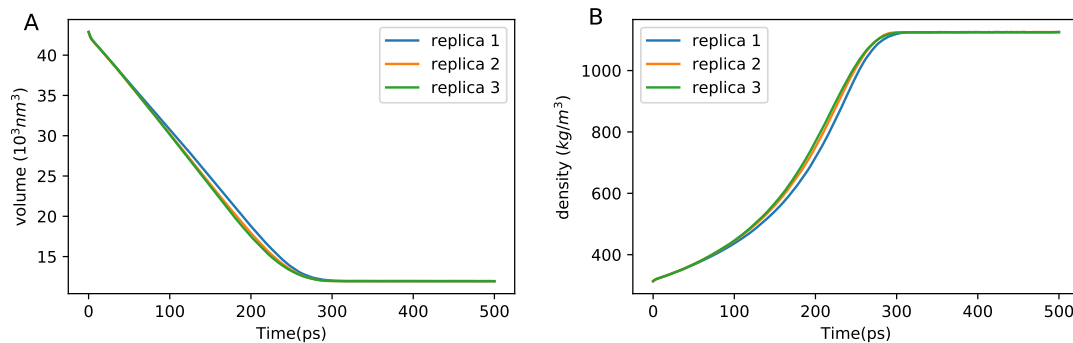 A
volume (10³nm³)
40
35
30
25
20
15
0
100
200
300
400
500
Time(ps)
replica 1
replica 2
replica 3
B
density (kg/m³)
1000
800
600
400
0
100
200
300
400
500
Time(ps)
replica 1
replica 2
replica 3